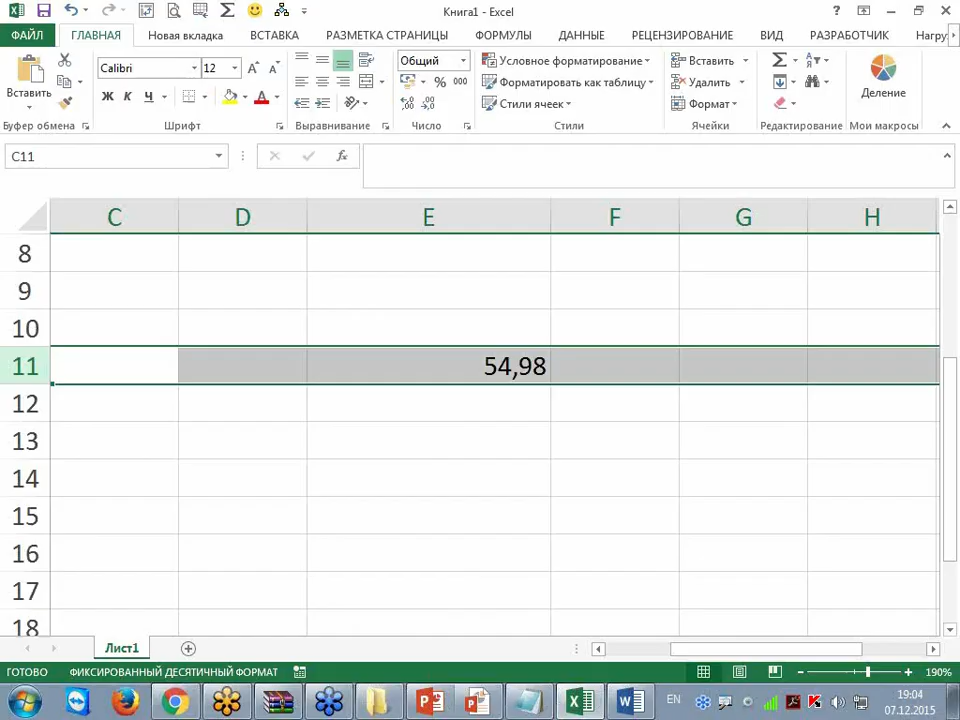 Книга1 - Excel
?
ФАЙЛ ГЛАВНАЯ Новая вкладка ВСТАВКА РАЗМЕТКА СТРАНИЦЫ ФОРМУЛЫ ДАННЫЕ РЕЦЕНЗИРОВАНИЕ ВИД РАЗРАБОТЧИК Нагру
Calibri 12 Общий Условное форматирование Вставить
Вставить Ж К Ч % 000 Форматировать как таблицу Удалить Деление
Стили ячеек Формат
Буфер обмена Шрифт Выравнивание Число Стили Ячейки Редактирование Мои макросы
C11 fx
C D E F G H
8
9
10
11 54,98
12
13
14
15
16
17
18
Лист1
ГОТОВО ФИКСИРОВАННЫЙ ДЕСЯТИЧНЫЙ ФОРМАТ 190%
EN 19:04
07.12.2015